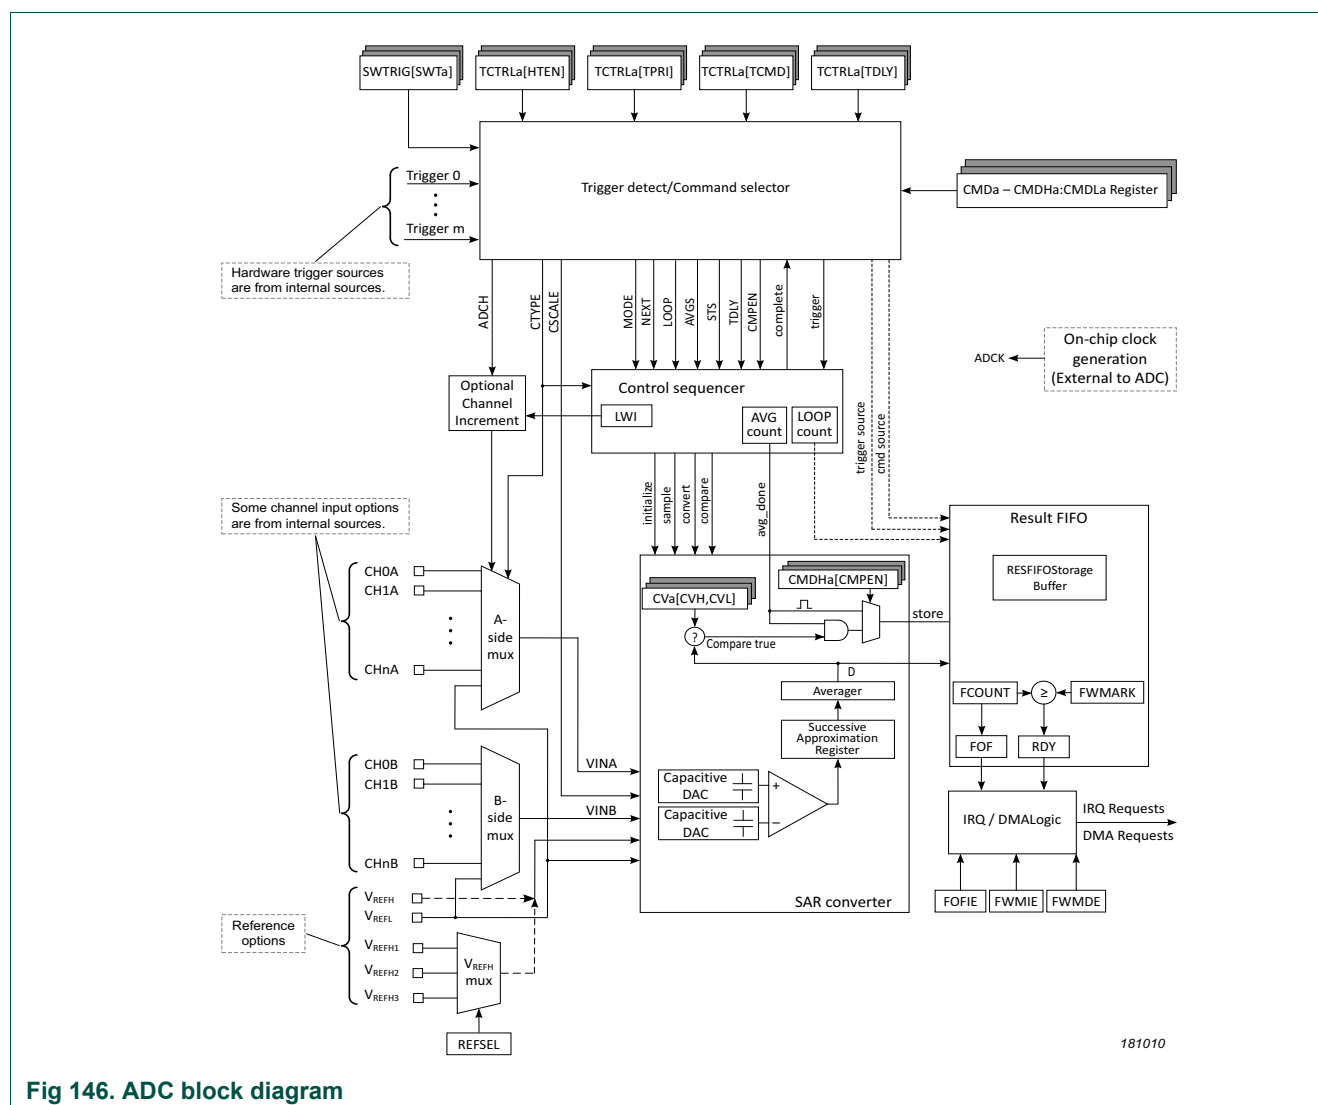 SWTRIG[SWTa]
TCTRLa[HTEN]
TCTRLa[TPRI]
TCTRLa[TCMD]
TCTRLa[TDLY]
Trigger detect/Command selector
CMDa – CMDHa:CMDLa Register
Trigger 0
Trigger m
Hardware trigger sources
are from internal sources.
ADCH
CTYPE
CSCALE
MODE
NEXT
LOOP
AVGS
STS
TDLY
CMPEN
complete
trigger
trigger source
cmd source
ADCK
On-chip clock
generation
(External to ADC)
Optional
Channel
Increment
Control sequencer
LWI
AVG
count
LOOP
count
initialize
sample
convert
compare
avg_done
Some channel input options
are from internal sources.
CH0A
CH1A
CHnA
A-
side
mux
CVa[CVH,CVL]
CMDHa[CMPEN]
?
Compare true
store
D
Averager
Successive
Approximation
Register
Result FIFO
RESFIFOStorage
Buffer
FCOUNT
≥
FWMARK
FOF
RDY
CH0B
CH1B
CHnB
B-
side
mux
VINA
VINB
Capacitive
DAC
+
Capacitive
DAC
–
SAR converter
IRQ / DMALogic
IRQ Requests
DMA Requests
FOFIE
FWMIE
FWMDE
Reference
options
VREFH
VREFL
VREFH1
VREFH2
VREFH3
VREFH
mux
REFSEL
181010
Fig 146. ADC block diagram